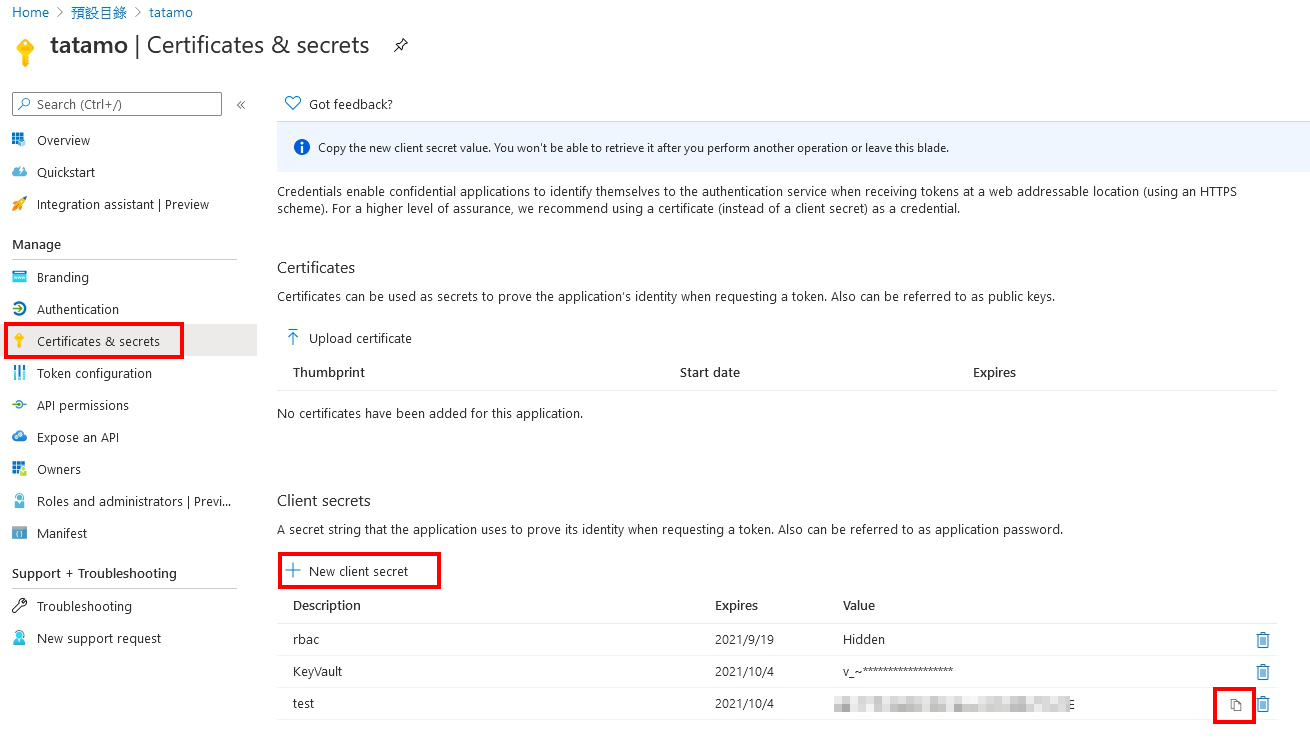 Home > 預設目錄 > tatamo
tatamo | Certificates & secrets
Search (Ctrl+/)
«
Overview
Quickstart
Integration assistant | Preview
Manage
Branding
Authentication
Certificates & secrets
Token configuration
API permissions
Expose an API
Owners
Roles and administrators | Previ...
Manifest
Support + Troubleshooting
Troubleshooting
New support request
Got feedback?
Copy the new client secret value. You won't be able to retrieve it after you perform another operation or leave this blade.
Credentials enable confidential applications to identify themselves to the authentication service when receiving tokens at a web addressable location (using an HTTPS
scheme). For a higher level of assurance, we recommend using a certificate (instead of a client secret) as a credential.
Certificates
Certificates can be used as secrets to prove the application's identity when requesting a token. Also can be referred to as public keys.
Upload certificate
Thumbprint Start date Expires
No certificates have been added for this application.
Client secrets
A secret string that the application uses to prove its identity when requesting a token. Also can be referred to as application password.
New client secret
Description Expires Value
rbac 2021/9/19 Hidden
KeyVault 2021/10/4 v_~******************
test 2021/10/4